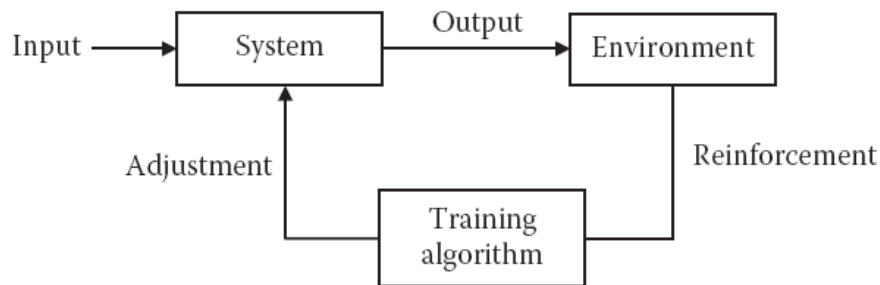 Output
Input
System
Environment
Adjustment
Reinforcement
Training
algorithm